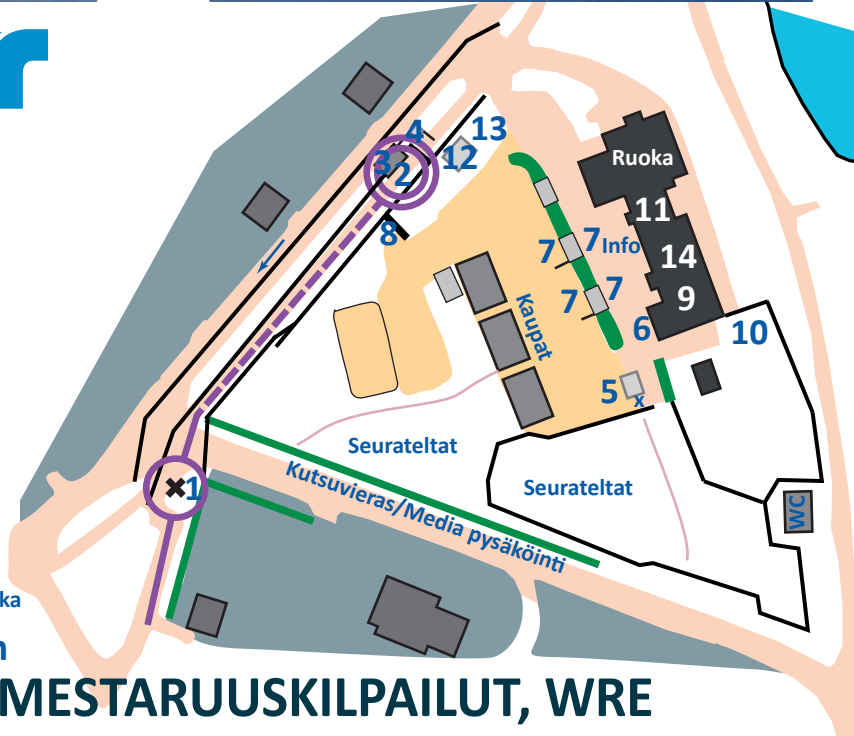 4
13
3
2
12
Ruoka
11
8
7
7 Info
14
7
7
9
Kaupat
6
10
5
x
Seurateltat
Seurateltat
Kutsuvieras/Media pysäköinti
1
WC
ka
n
MESTARUUSKILPAILUT, WRE